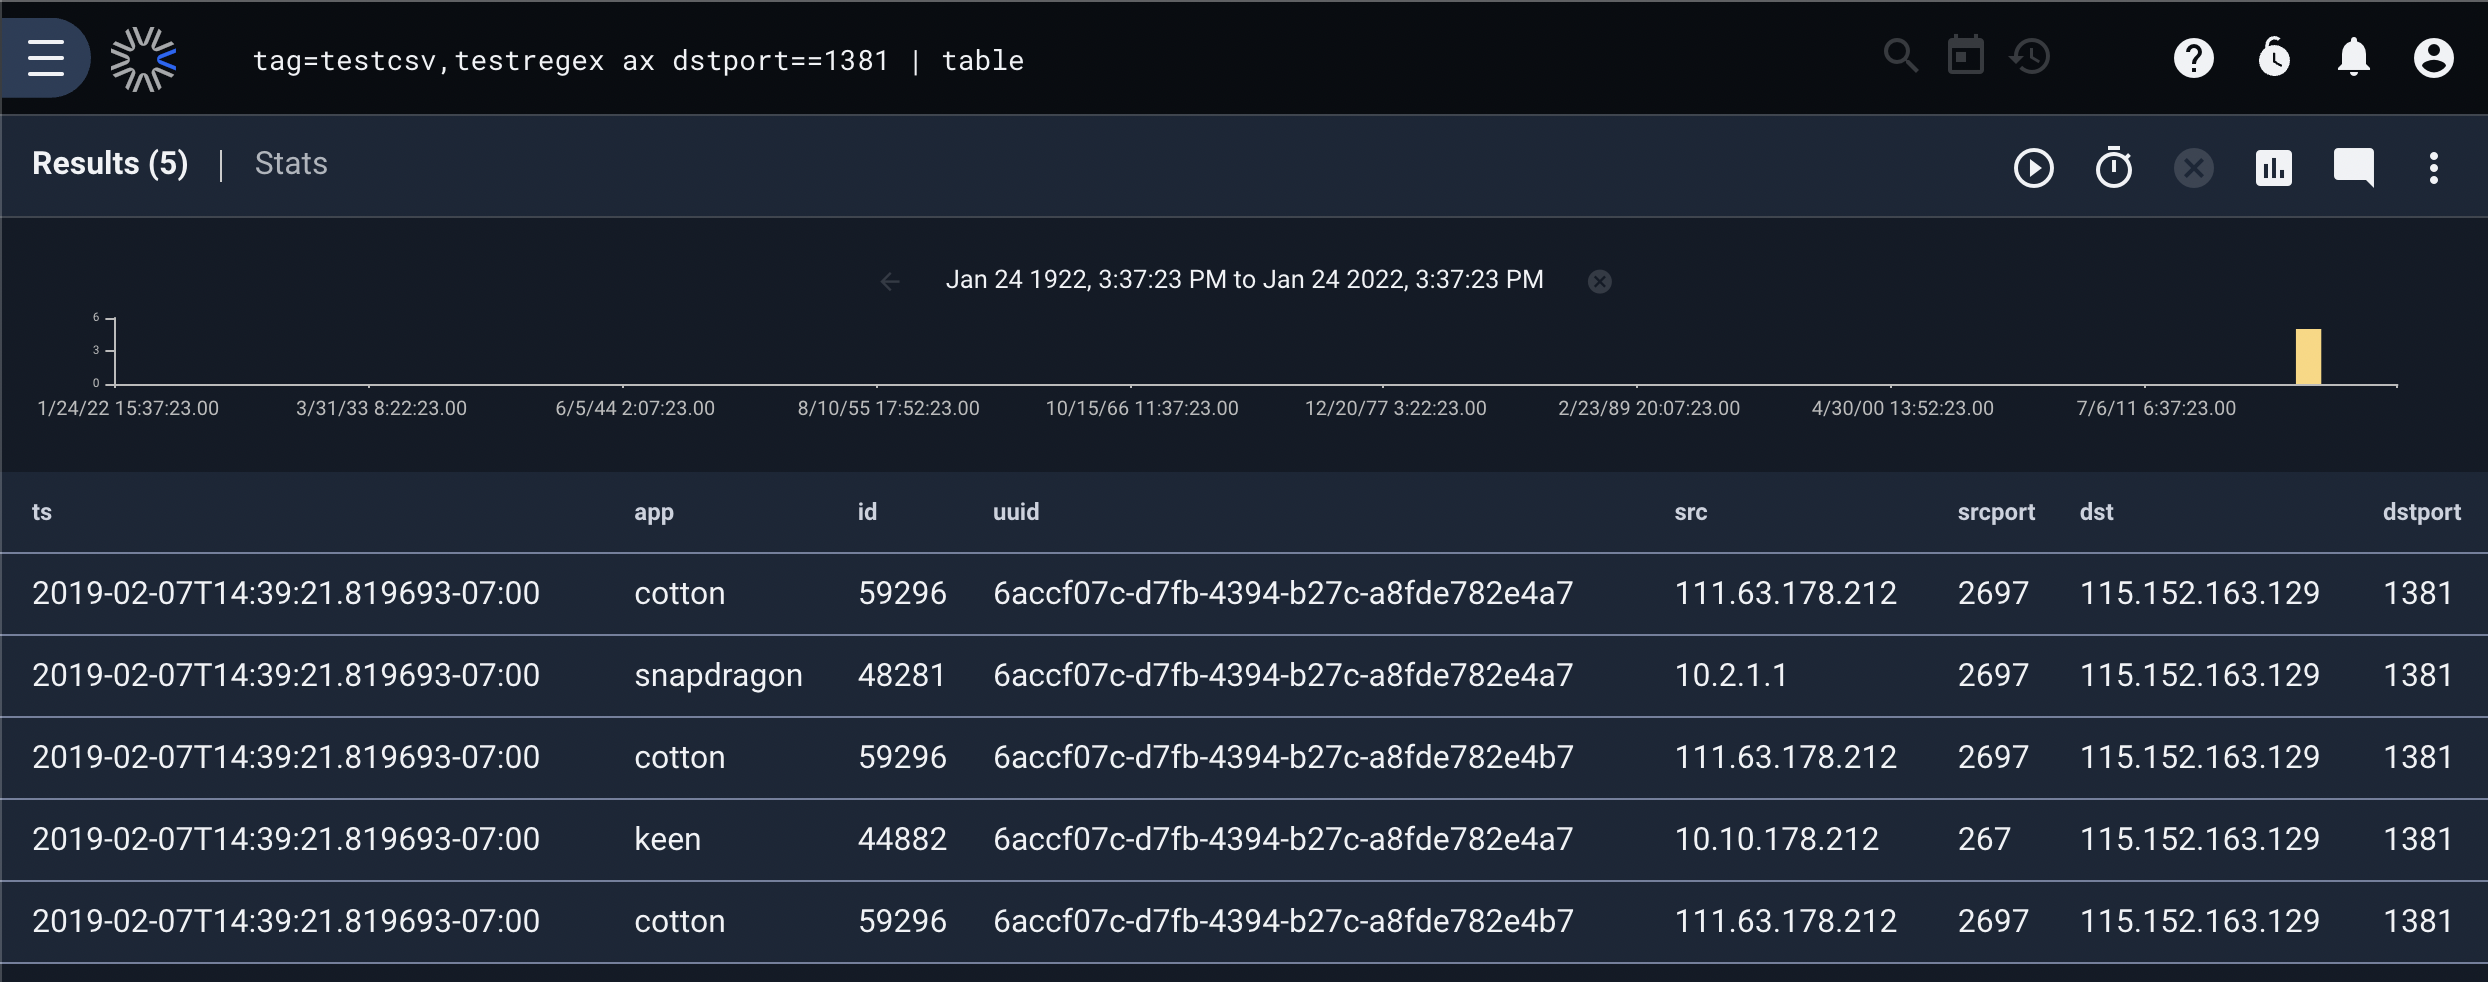 tag=testcsv,testregex ax dstport==1381 | table
Results (5) | Stats
Jan 24 1922, 3:37:23 PM to Jan 24 2022, 3:37:23 PM
6
3
0
1/24/22 15:37:23.00 3/31/33 8:22:23.00 6/5/44 2:07:23.00 8/10/55 17:52:23.00 10/15/66 11:37:23.00 12/20/77 3:22:23.00 2/23/89 20:07:23.00 4/30/00 13:52:23.00 7/6/11 6:37:23.00
ts app id uuid src srcport dst dstport
2019-02-07T14:39:21.819693-07:00 cotton 59296 6accf07c-d7fb-4394-b27c-a8fde782e4a7 111.63.178.212 2697 115.152.163.129 1381
2019-02-07T14:39:21.819693-07:00 snapdragon 48281 6accf07c-d7fb-4394-b27c-a8fde782e4a7 10.2.1.1 2697 115.152.163.129 1381
2019-02-07T14:39:21.819693-07:00 cotton 59296 6accf07c-d7fb-4394-b27c-a8fde782e4b7 111.63.178.212 2697 115.152.163.129 1381
2019-02-07T14:39:21.819693-07:00 keen 44882 6accf07c-d7fb-4394-b27c-a8fde782e4a7 10.10.178.212 267 115.152.163.129 1381
2019-02-07T14:39:21.819693-07:00 cotton 59296 6accf07c-d7fb-4394-b27c-a8fde782e4b7 111.63.178.212 2697 115.152.163.129 1381